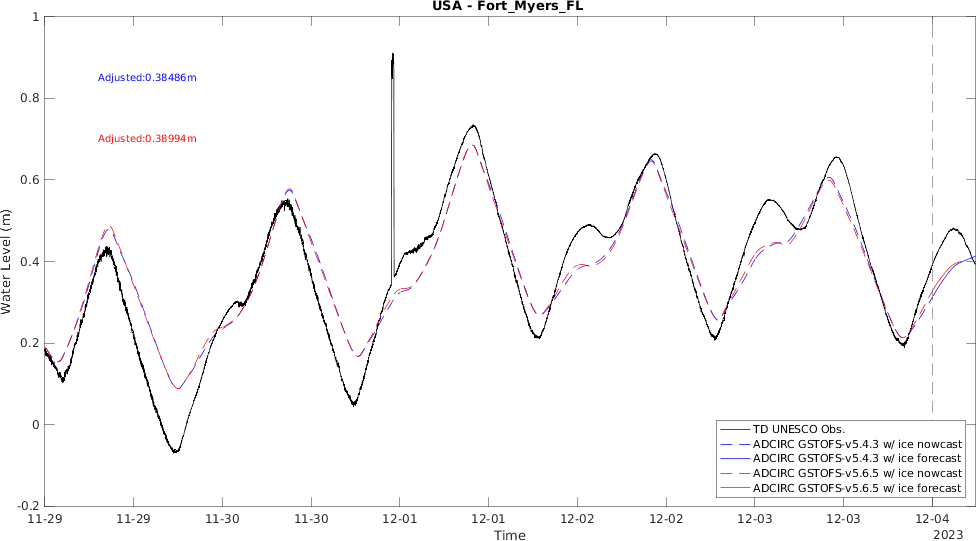 USA - Fort_Myers_FL
1
Adjusted:0.38486m
0.8
Adjusted:0.38994m
0.6
Water Level (m)
0.4
0.2
0
TD UNESCO Obs.
ADCIRC GSTOFS-v5.4.3 w/ ice nowcast
ADCIRC GSTOFS-v5.4.3 w/ ice forecast
ADCIRC GSTOFS-v5.6.5 w/ ice nowcast
ADCIRC GSTOFS-v5.6.5 w/ ice forecast
-0.2
11-29 11-29 11-30 11-30 12-01 12-01 12-02 12-02 12-03 12-03 12-04
Time 2023